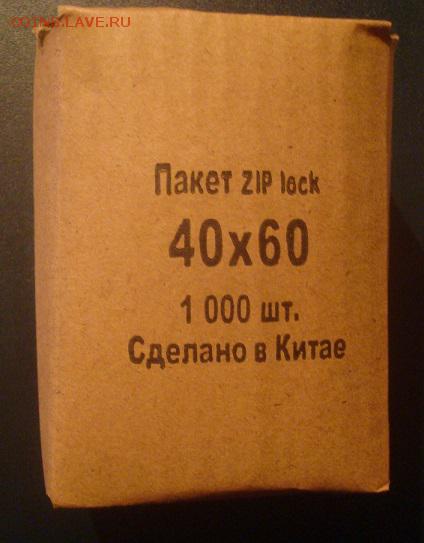 COINS.LAVE.RU
Пакет ZIP lock
40х60
1 000 шт.
Сделано в Китае